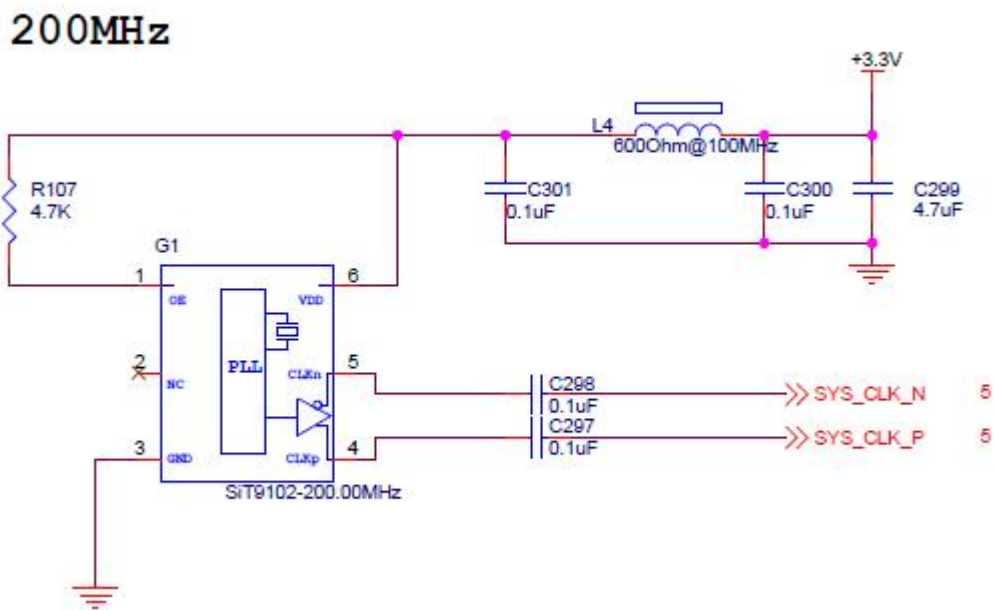 200MHz
+3.3V
L4
600Ohm@100MHz
R107
4.7K
C301
0.1uF
C300
0.1uF
C299
4.7uF
G1
1
6
OE
VDD
2
5
NC
PLL
CLKn
C298
0.1uF
SYS_CLK_N 5
C297
0.1uF
SYS_CLK_P 5
3
4
GND
CLKp
SiT9102-200.00MHz